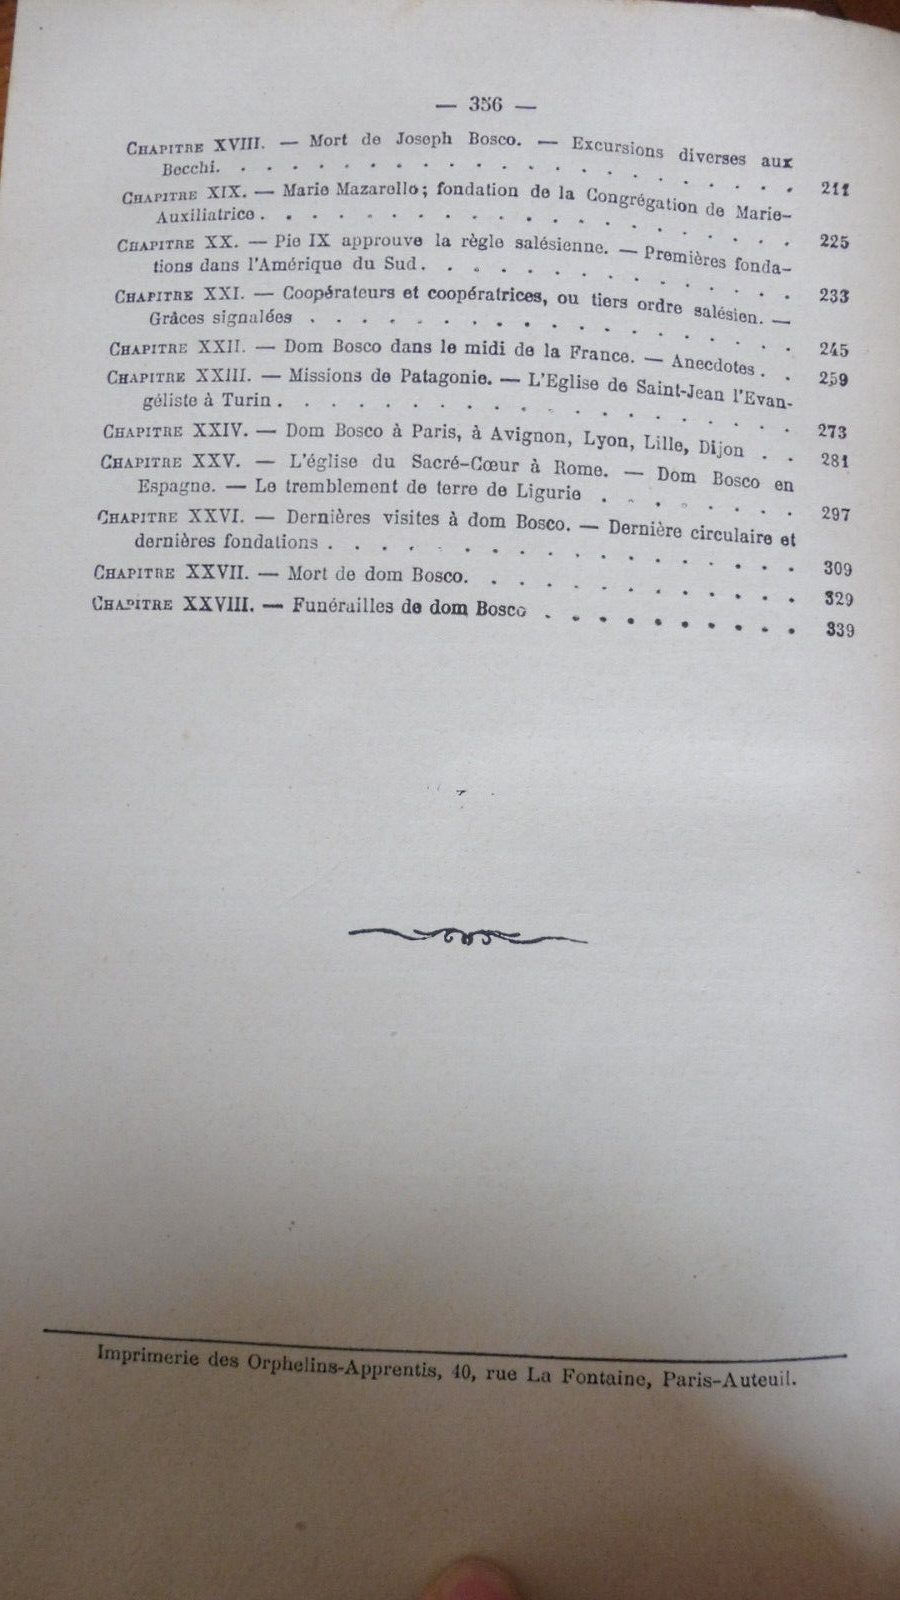 — 356 —
CHAPITRE XVIII. — Mort de Joseph Bosco. — Excursions diverses aux
Becchi. . . . . . . . . . . . . . . . . . . . . . . 211
CHAPITRE XIX. — Marie Mazarello; fondation de la Congrégation de Marie-
Auxiliatrice . . . . . . . . . . . . . . . . . . . . . 225
CHAPITRE XX. — Pie IX approuve la règle salésienne. — Premières fonda-
tions dans l'Amérique du Sud. . . . . . . . . . . . . . . 233
CHAPITRE XXI. — Coopérateurs et coopératrices, ou tiers ordre salésien. —
Grâces signalées . . . . . . . . . . . . . . . . . . . 245
CHAPITRE XXII. — Dom Bosco dans le midi de la France. — Anecdotes . . 259
CHAPITRE XXIII. — Missions de Patagonie. — L'Eglise de Saint-Jean l'Evan-
géliste à Turin . . . . . . . . . . . . . . . . . . . . 273
CHAPITRE XXIV. — Dom Bosco à Paris, à Avignon, Lyon, Lille, Dijon . . 281
CHAPITRE XXV. — L'église du Sacré-Cœur à Rome. — Dom Bosco en
Espagne. — Le tremblement de terre de Ligurie . . . . . . . . 297
CHAPITRE XXVI. — Dernières visites à dom Bosco. — Dernière circulaire et
dernières fondations . . . . . . . . . . . . . . . . . . 309
CHAPITRE XXVII. — Mort de dom Bosco. . . . . . . . . . . . . 329
CHAPITRE XXVIII. — Funérailles de dom Bosco . . . . . . . . . . 339
Imprimerie des Orphelins-Apprentis, 40, rue La Fontaine, Paris-Auteuil.